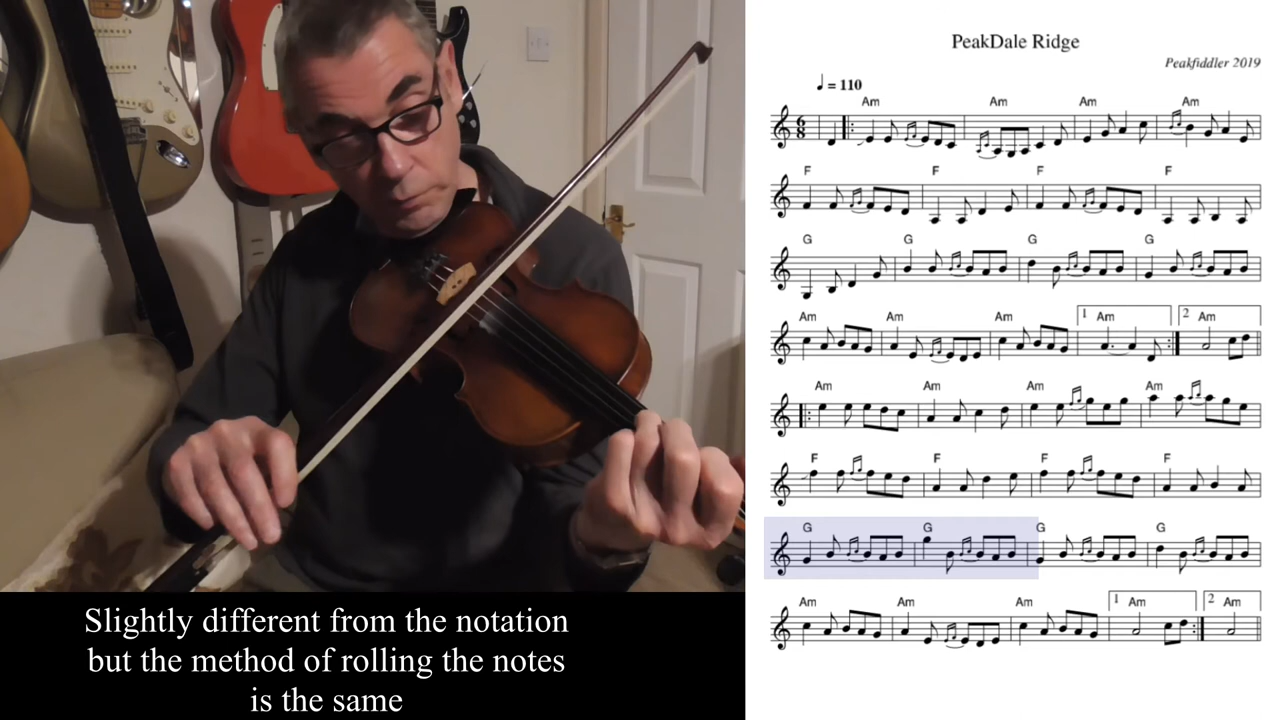 PeakDale Ridge
Peakfiddler 2019
♩ = 110
Am Am Am Am
6
8
F F F F
G G G G
Am Am Am 1 Am 2 Am
Am Am Am Am
F F F F
G G G G
Am Am Am 1 Am 2 Am
Slightly different from the notation
but the method of rolling the notes
is the same